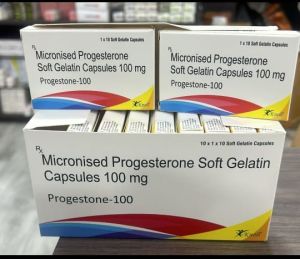 1 x 10 Soft Gelatin Capsules
Rx
Micronised Progesterone
Soft Gelatin Capsules 100 mg
Progestone-100
1 x 10 Soft Gelatin Capsules
Rx
Micronised Progesterone
Soft Gelatin Capsules 100 mg
Progestone-100
Rx
Micronised Progesterone Soft Gelatin
Capsules 100 mg
10 x 1 x 10 Soft Gelatin Capsules
Progestone-100